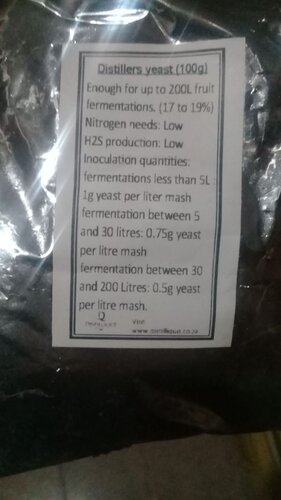 Distillers yeast (100g)
Enough for up to 200L fruit
fermentations. (17 to 19%)
Nitrogen needs: Low
H2S production: Low
Inoculation quantities:
fermentations less than 5L :
1g yeast per liter mash
fermentation between 5
and 30 litres: 0.75g yeast
per litre mash
fermentation between 30
and 200 Litres: 0.5g yeast
per litre mash.
Visit
www.distillique.co.za